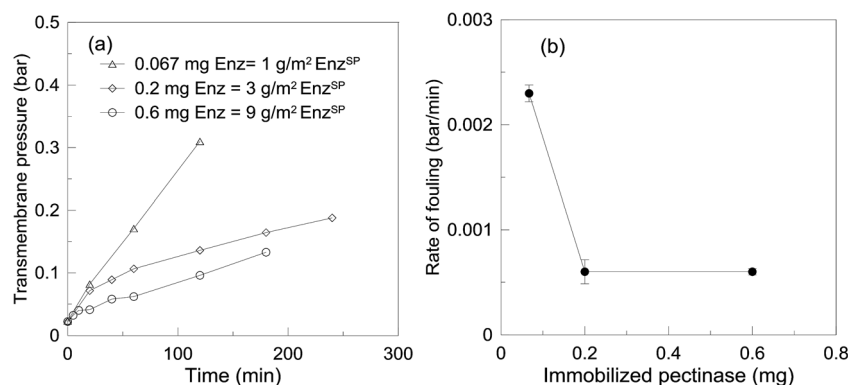 (a)
0.067 mg Enz= 1 g/m² Enz^SP
0.2 mg Enz = 3 g/m² Enz^SP
0.6 mg Enz = 9 g/m² Enz^SP
Transmembrane pressure (bar)
0.5
0.4
0.3
0.2
0.1
0
0 100 200 300
Time (min)
(b)
Rate of fouling (bar/min)
0.003
0.002
0.001
0
0 0.2 0.4 0.6 0.8
Immobilized pectinase (mg)